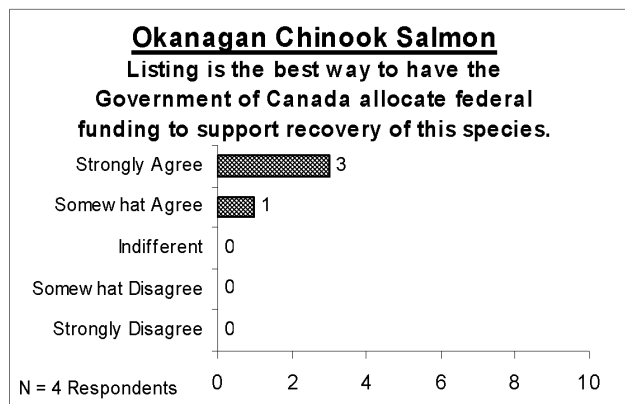 Okanagan Chinook Salmon
Listing is the best way to have the
Government of Canada allocate federal
funding to support recovery of this species.
Strongly Agree 3
Somew hat Agree 1
Indifferent 0
Somew hat Disagree 0
Strongly Disagree 0
0 2 4 6 8 10
N = 4 Respondents